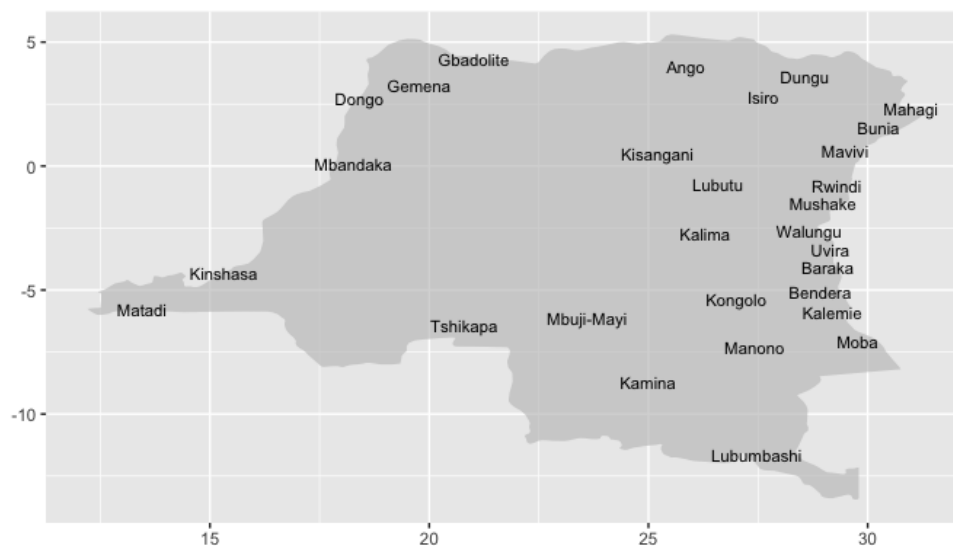 5
Gbadolite
Ango
Dungu
Gemena
Isiro
Dongo
Mahagi
Bunia
Mavivi
0
Mbandaka
Kisangani
Lubutu
Rwindi
Mushake
Walungu
Kalima
Uvira
Baraka
Kinshasa
-5
Bendera
Kongolo
Matadi
Kalemie
Mbuji-Mayi
Tshikapa
Moba
Manono
Kamina
-10
Lubumbashi
15
20
25
30